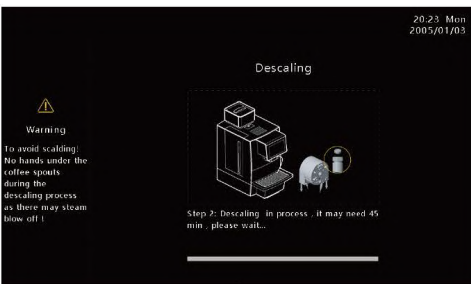 20:23 Mon
2005/01/03
Descaling
Warning
To avoid scalding!
No hands under the
coffee spouts
during the
descaling process
as there may steam
blow off !
Step 2: Descaling in process , it may need 45
min , please wait...